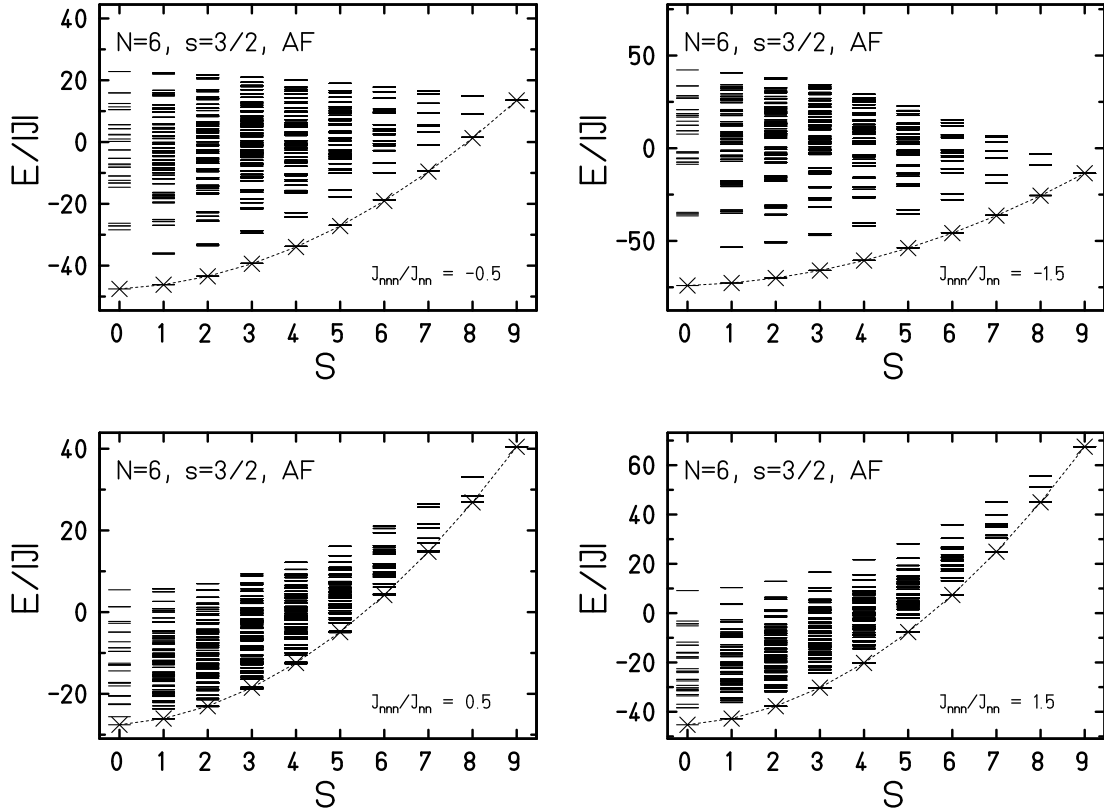 40
20
0
−20
−40
E/|J|
N=6, s=3/2, AF
J_nnn/J_nn = −0.5
0 1 2 3 4 5 6 7 8 9
S
50
0
−50
E/|J|
N=6, s=3/2, AF
J_nnn/J_nn = −1.5
0 1 2 3 4 5 6 7 8 9
S
40
20
0
−20
E/|J|
N=6, s=3/2, AF
J_nnn/J_nn = 0.5
0 1 2 3 4 5 6 7 8 9
S
60
40
20
0
−20
−40
E/|J|
N=6, s=3/2, AF
J_nnn/J_nn = 1.5
0 1 2 3 4 5 6 7 8 9
S